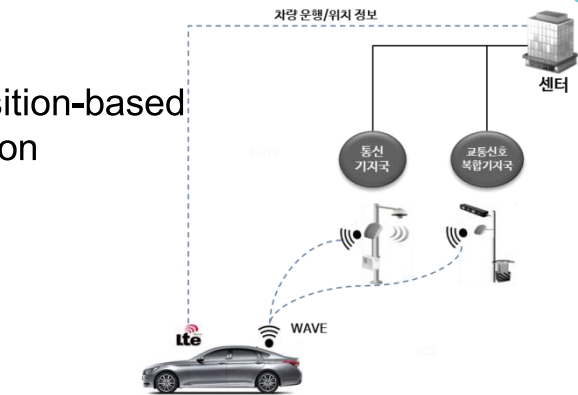 차량 운행/위치 정보
센터
sition-based
on
통신
기지국
교통신호
복합기지국
Lte
WAVE